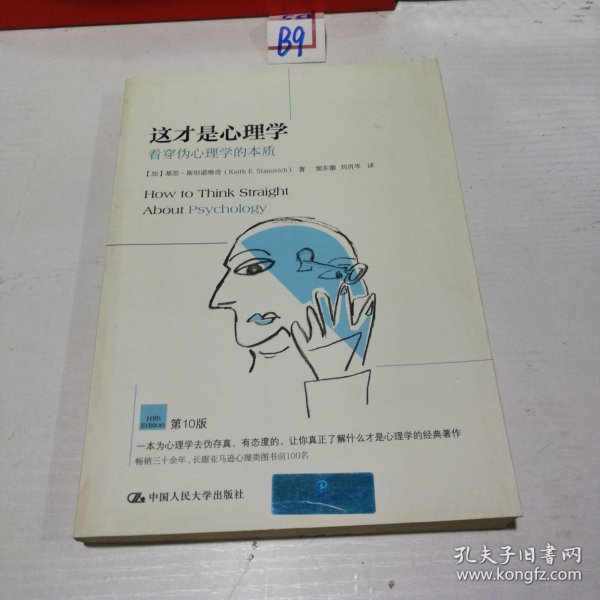 B9
这才是心理学
看穿伪心理学的本质
【加】基思·斯坦诺维奇（Keith E. Stanovich）著 窦东徽 刘肖岑 译
How to Think Straight
About Psychology
10th
Edition
第10版
一本为心理学去伪存真、有态度的、让你真正了解什么才是心理学的经典著作
畅销三十余年，长踞亚马逊心理类图书前100名
中国人民大学出版社
P
孔夫子旧书网
www.kongfz.com